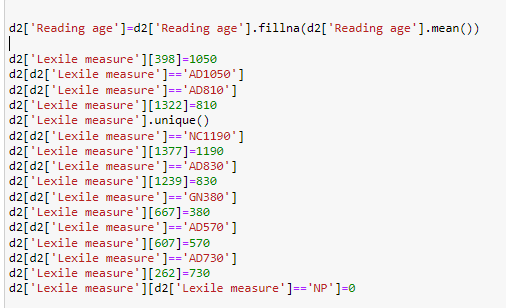 d2['Reading age']=d2['Reading age'].fillna(d2['Reading age'].mean())
d2['Lexile measure'][398]=1050
d2[d2['Lexile measure']=='AD1050']
d2[d2['Lexile measure']=='AD810']
d2['Lexile measure'][1322]=810
d2['Lexile measure'].unique()
d2[d2['Lexile measure']=='NC1190']
d2['Lexile measure'][1377]=1190
d2[d2['Lexile measure']=='AD830']
d2['Lexile measure'][1239]=830
d2[d2['Lexile measure']=='GN380']
d2['Lexile measure'][667]=380
d2[d2['Lexile measure']=='AD570']
d2['Lexile measure'][607]=570
d2[d2['Lexile measure']=='AD730']
d2['Lexile measure'][262]=730
d2['Lexile measure'][d2['Lexile measure']=='NP']=0